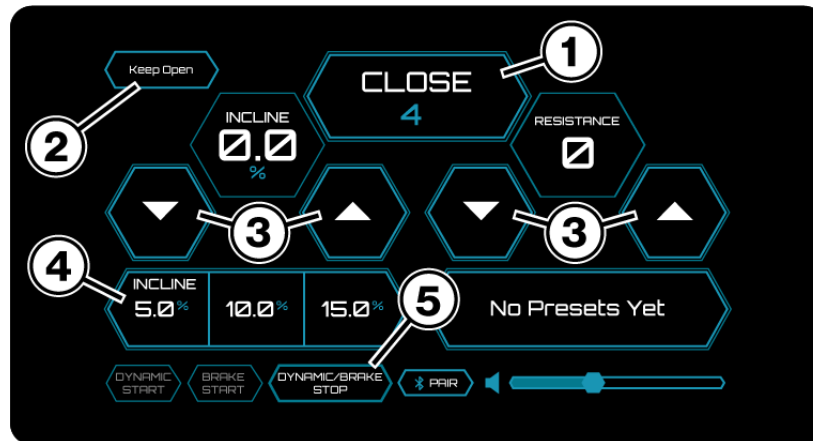 Keep Open
1
CLOSE
4
2
INCLINE
0.0
%
RESISTANCE
0
3
3
4
INCLINE
5.0%
10.0%
15.0%
5
No Presets Yet
DYNAMIC
START
BRAKE
START
DYNAMIC/BRAKE
STOP
PAIR